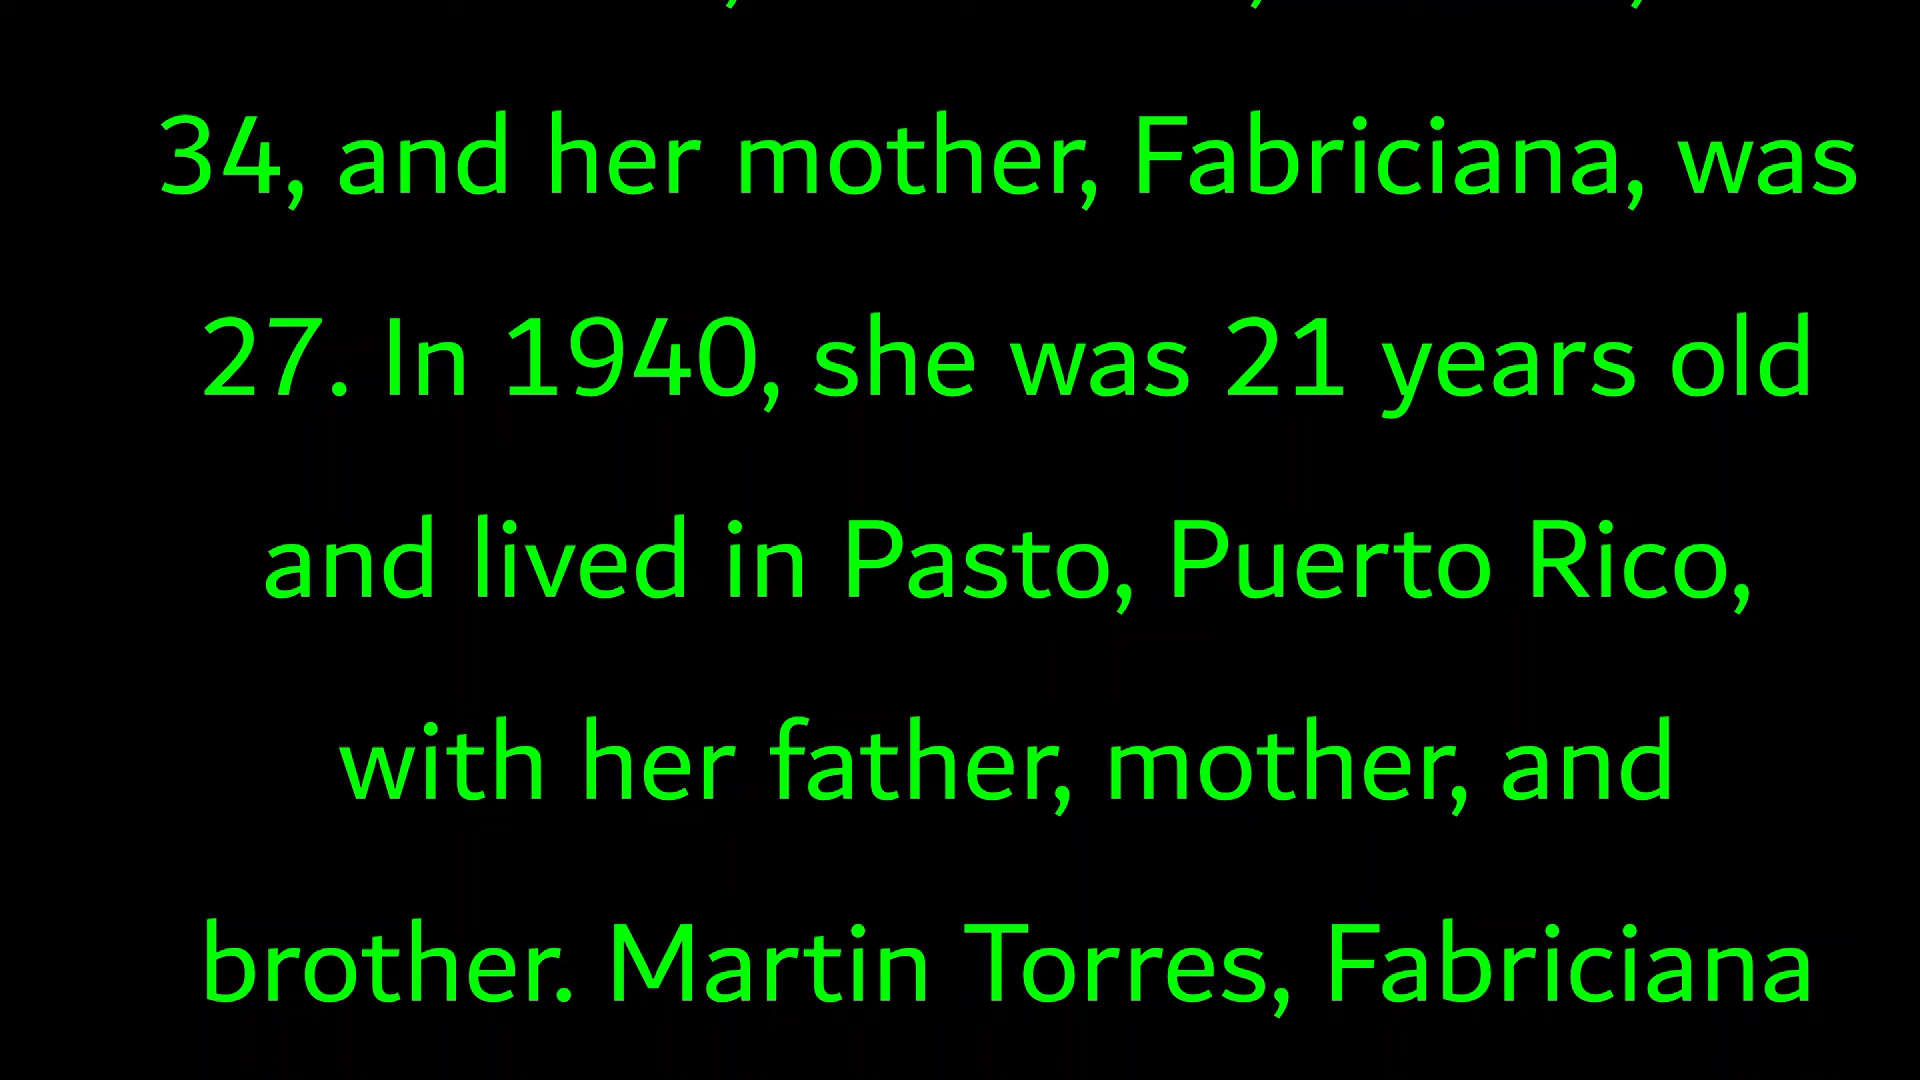 34, and her mother, Fabriciana, was
27. In 1940, she was 21 years old
and lived in Pasto, Puerto Rico,
with her father, mother, and
brother. Martin Torres, Fabriciana